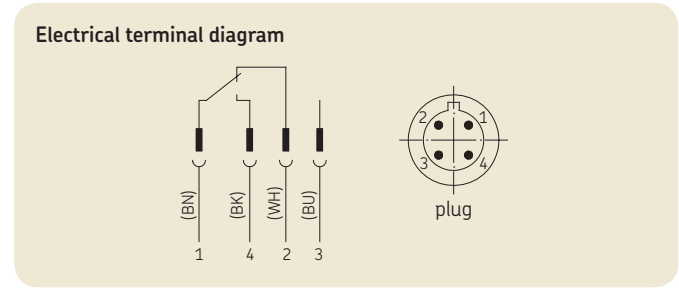 Electrical terminal diagram
(BN) (BK) (WH) (BU)
1 4 2 3
2 1
3 4
plug